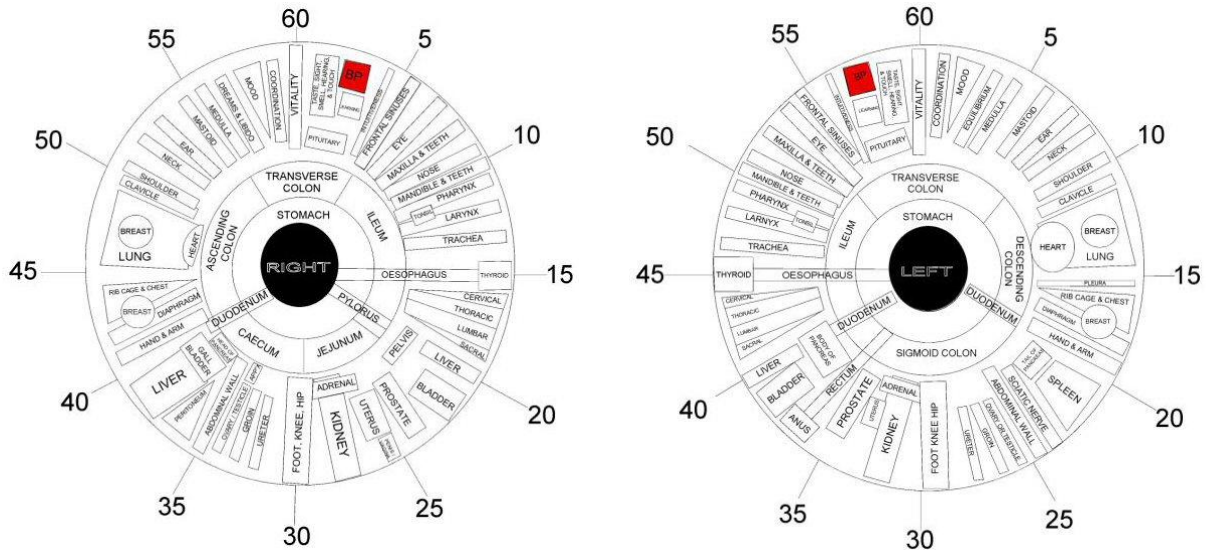 60
5
10
15
20
25
30
35
40
45
50
55
VITALITY
TASTE, SIGHT,
SMELL, HEARING,
& TOUCH
BP
LEARNING
PITUITARY
FRONTAL SINUSES
EYE
MAXILLA & TEETH
NOSE
MANDIBLE & TEETH
PHARYNX
TONSIL
LARYNX
TRACHEA
OESOPHAGUS
THYROID
CERVICAL
THORACIC
LUMBAR
SACRAL
PELVIS
LIVER
BLADDER
PROSTATE
UTERUS
ADRENAL
KIDNEY
FOOT, KNEE, HIP
URETER
GROIN
OVARY / TESTICLE
APP'X
ABDOMINAL WALL
PERITONEUM
HEAD OF
PANCREAS
GALL
BLADDER
LIVER
HAND & ARM
DIAPHRAGM
BREAST
RIB CAGE & CHEST
LUNG
BREAST
HEART
CLAVICLE
SHOULDER
NECK
EAR
MASTOID
MEDULLA
DREAMS & LIBIDO
MOOD
COORDINATION
TRANSVERSE
COLON
ILEUM
ASCENDING
COLON
STOMACH
RIGHT
DUODENUM
PYLORUS
CAECUM
JEJUNUM
60
5
10
15
20
25
30
35
40
45
50
55
VITALITY
COORDINATION
MOOD
EQUILIBRIUM
MEDULLA
MASTOID
EAR
NECK
SHOULDER
CLAVICLE
BREAST
HEART
LUNG
PLEURA
RIB CAGE & CHEST
DIAPHRAGM
BREAST
HAND & ARM
SPLEEN
TAIL OF
PANCREAS
SCIATIC NERVE
ABDOMINAL WALL
OVARY OR TESTICLE
GROIN
URETER
FOOT KNEE HIP
ADRENAL
KIDNEY
UTERUS
PROSTATE
RECTUM
ANUS
BODY OF
PANCREAS
BLADDER
LIVER
SACRAL
LUMBAR
THORACIC
CERVICAL
THYROID
OESOPHAGUS
TRACHEA
LARNYX
TONSIL
PHARYNX
MANDIBLE & TEETH
NOSE
MAXILLA & TEETH
EYE
FRONTAL SINUSES
BP
TASTE, SIGHT,
SMELL, HEARING,
& TOUCH
LEARNING
PITUITARY
TRANSVERSE
COLON
ILEUM
STOMACH
DESCENDING
COLON
LEFT
DUODENUM
DUODENUM
SIGMOID COLON